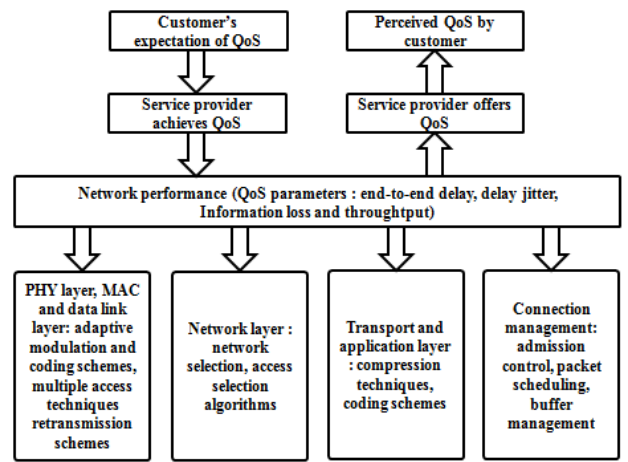 Customer's
expectation of QoS
Perceived QoS by
customer
Service provider
achieves QoS
Service provider offers
QoS
Network performance (QoS parameters : end-to-end delay, delay jitter,
Information loss and throughtput)
PHY layer, MAC
and data link
layer: adaptive
modulation and
coding schemes,
multiple access
techniques
retransmission
schemes
Network layer :
network
selection, access
selection
algorithms
Transport and
application layer
: compression
techniques,
coding schemes
Connection
management:
admission
control, packet
scheduling,
buffer
management